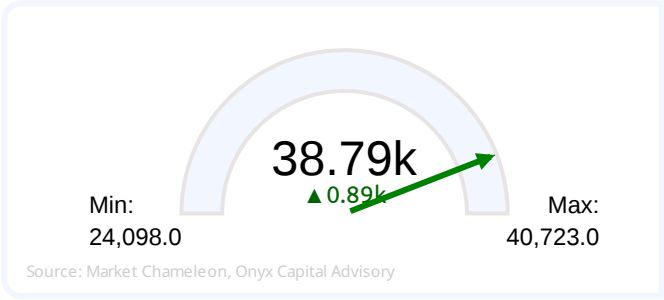 38.79k
▲0.89k
Min:
24,098.0
Max:
40,723.0
Source: Market Chameleon, Onyx Capital Advisory